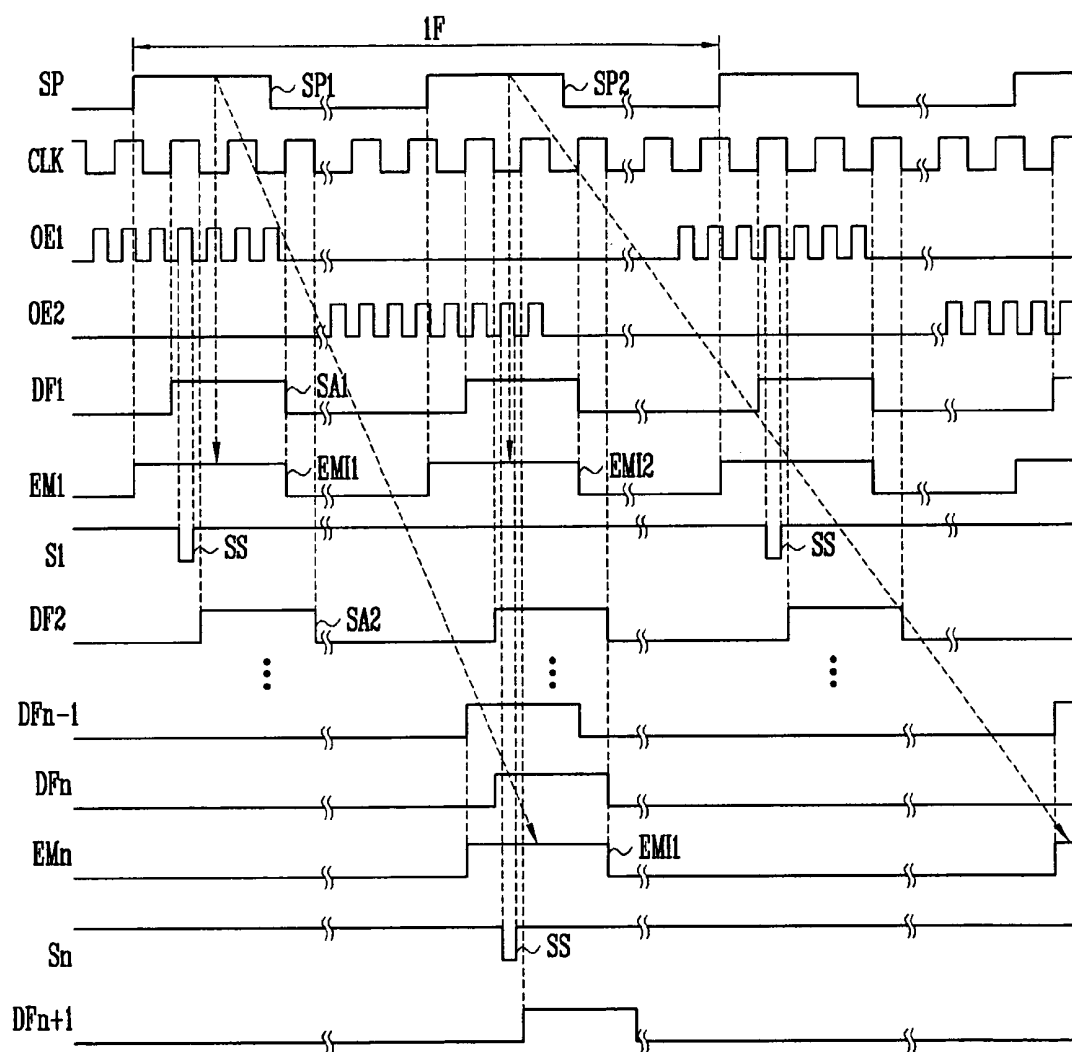 1F
SP
SP1
SP2
CLK
OE1
OE2
DF1
SA1
EM1
EMI1
EMI2
S1
SS
SS
DF2
SA2
DFn-1
DFn
EMn
EMI1
Sn
SS
DFn+1